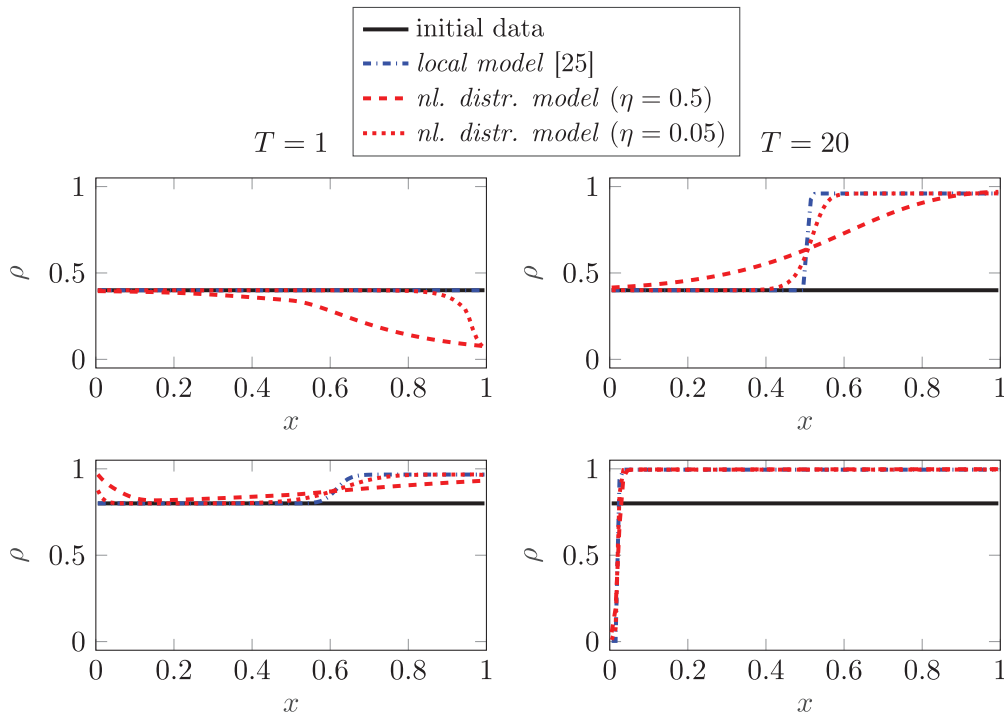 initial data
local model [25]
nl. distr. model (η = 0.5)
nl. distr. model (η = 0.05)
T = 1
T = 20
1
0.5
0
ρ
0 0.2 0.4 0.6 0.8 1
x
1
0.5
0
ρ
0 0.2 0.4 0.6 0.8 1
x
1
0.5
0
ρ
0 0.2 0.4 0.6 0.8 1
x
1
0.5
0
ρ
0 0.2 0.4 0.6 0.8 1
x